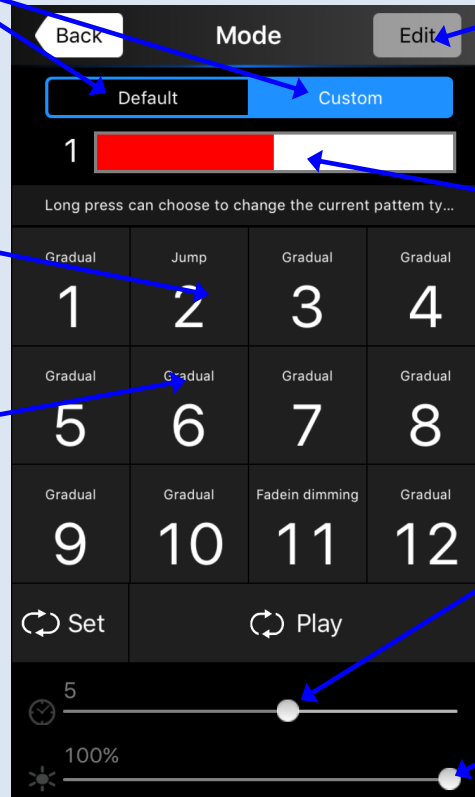 Back Mode Edit
Default Custom
1
Long press can choose to change the current pattem ty...
Gradual Jump Gradual Gradual
1 2 3 4
Gradual Gradual Gradual Gradual
5 6 7 8
Gradual Gradual Fadein dimming Gradual
9 10 11 12
Set Play
5
100%